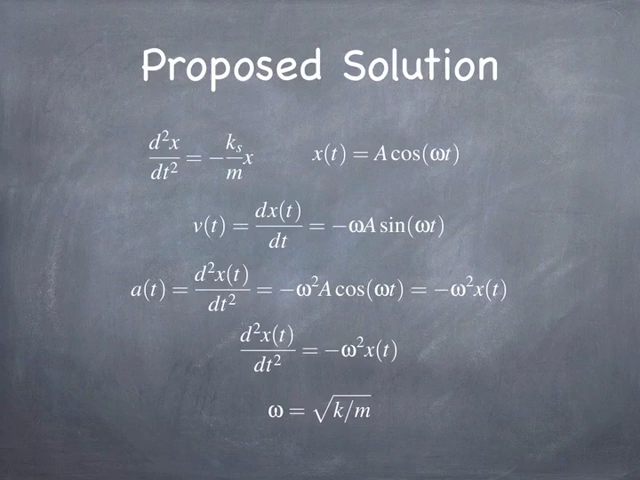 Proposed Solution
d²x/dt² = −kₛ/m x x(t) = A cos(ωt)
v(t) = dx(t)/dt = −ωA sin(ωt)
a(t) = d²x(t)/dt² = −ω²A cos(ωt) = −ω²x(t)
d²x(t)/dt² = −ω²x(t)
ω = √(k/m)